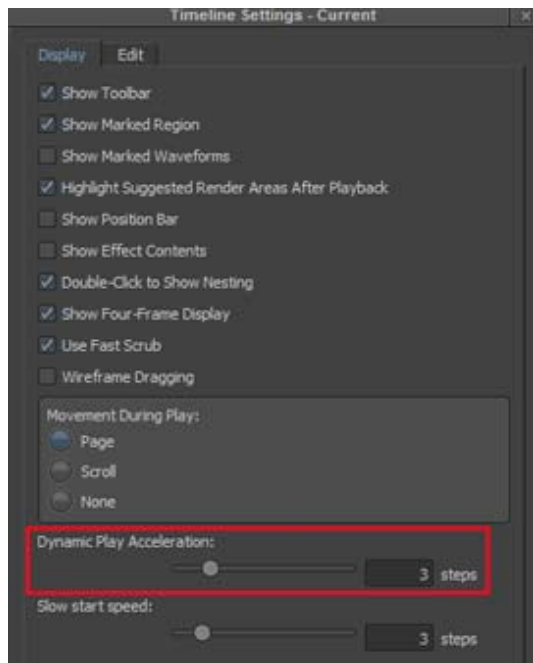 Timeline Settings - Current
Display Edit
Show Toolbar
Show Marked Region
Show Marked Waveforms
Highlight Suggested Render Areas After Playback
Show Position Bar
Show Effect Contents
Double-Click to Show Nesting
Show Four-Frame Display
Use Fast Scrub
Wireframe Dragging
Movement During Play:
Page
Scroll
None
Dynamic Play Acceleration:
3 steps
Slow start speed:
3 steps